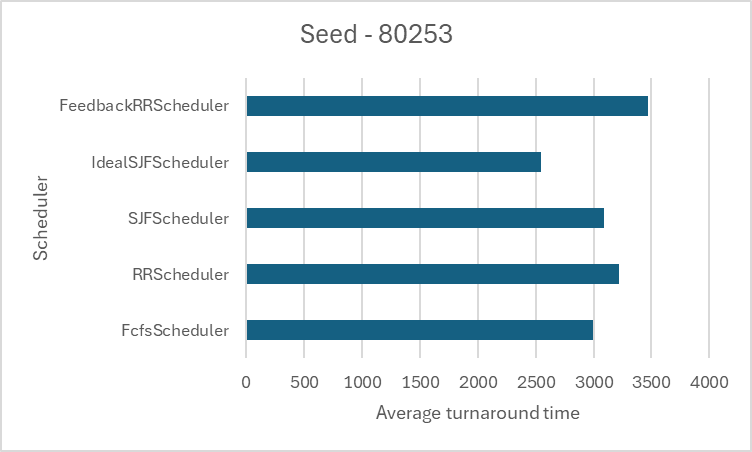 Seed - 80253
Scheduler
FeedbackRRScheduler
IdealSJFScheduler
SJFScheduler
RRScheduler
FcfsScheduler
0 500 1000 1500 2000 2500 3000 3500 4000
Average turnaround time